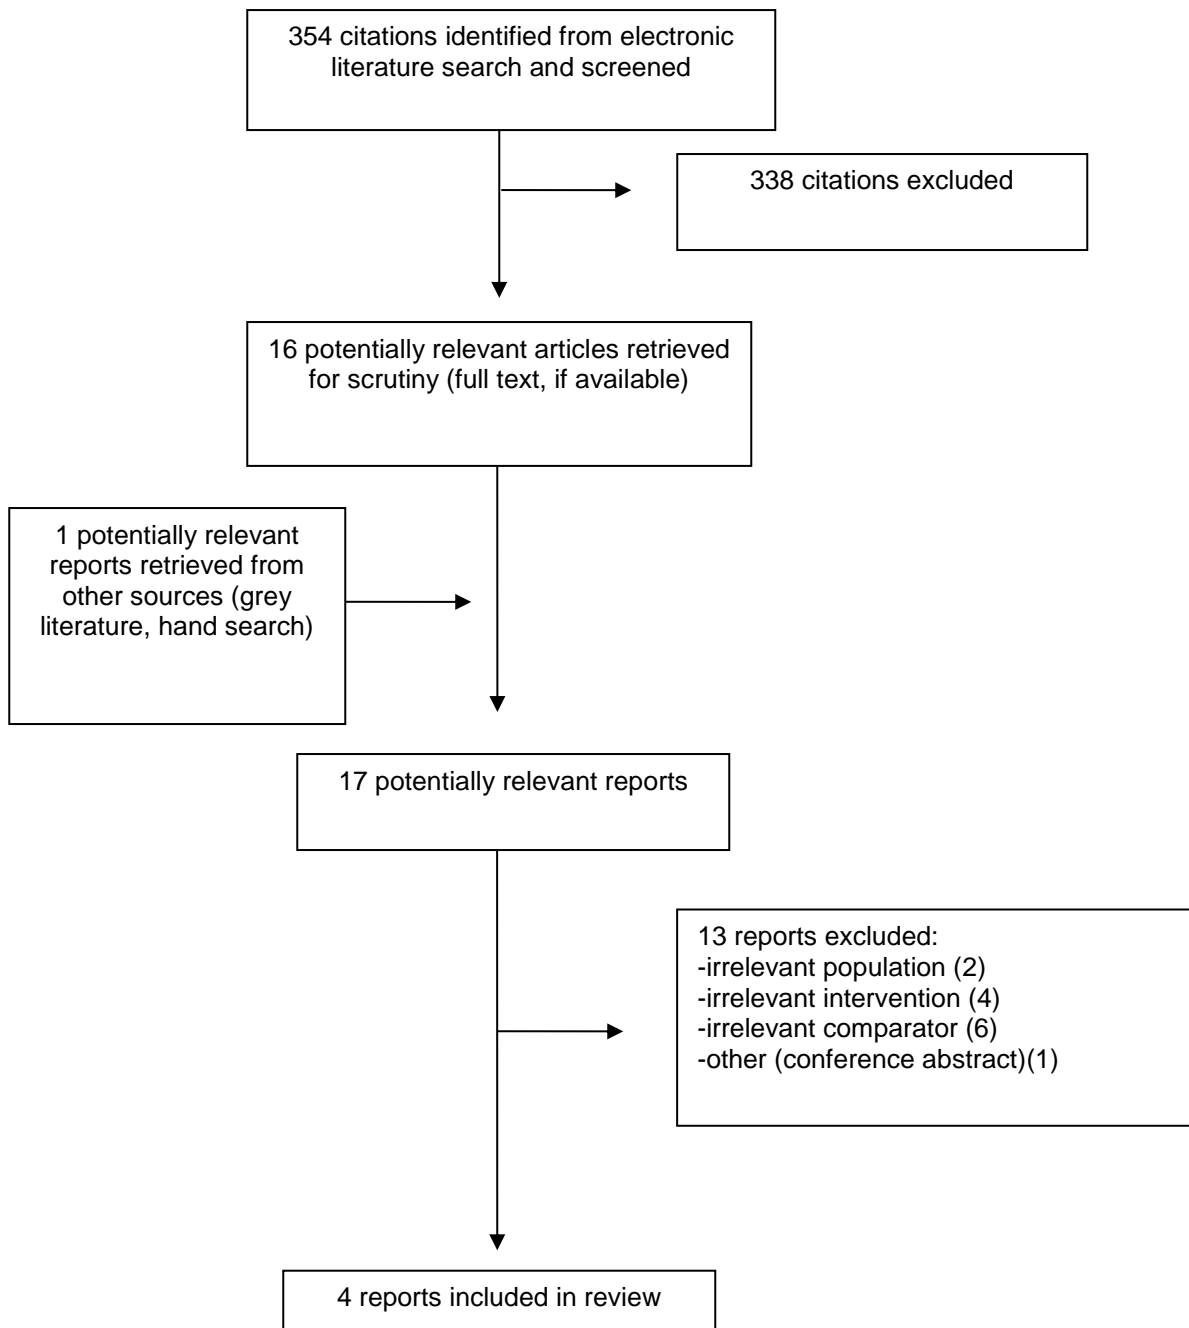 354 citations identified from electronic
literature search and screened
338 citations excluded
16 potentially relevant articles retrieved
for scrutiny (full text, if available)
1 potentially relevant
reports retrieved from
other sources (grey
literature, hand search)
17 potentially relevant reports
13 reports excluded:
-irrelevant population (2)
-irrelevant intervention (4)
-irrelevant comparator (6)
-other (conference abstract)(1)
4 reports included in review